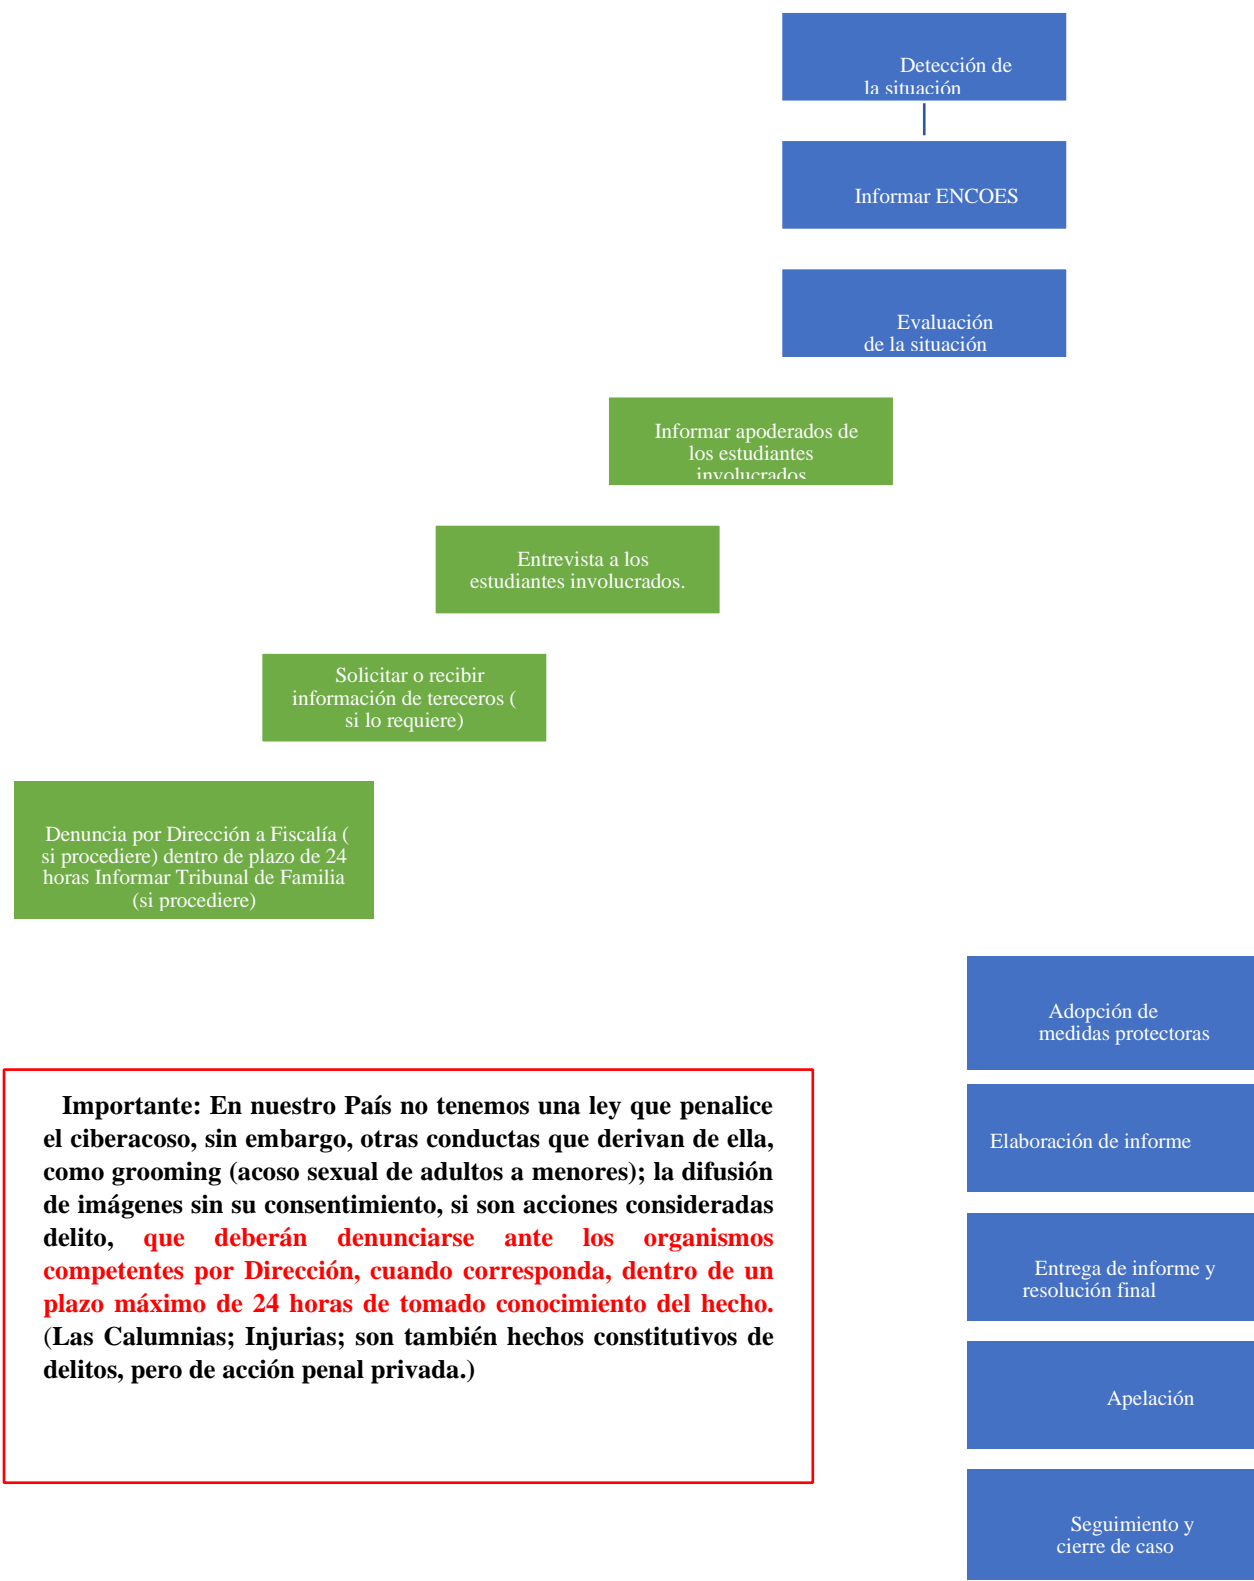 Detección de
la situación
Informar ENCOES
Evaluación
de la situación
Informar apoderados de
los estudiantes
involucrados
Entrevista a los
estudiantes involucrados.
Solicitar o recibir
información de tereceros (
si lo requiere)
Denuncia por Dirección a Fiscalía (
si procediere) dentro de plazo de 24
horas Informar Tribunal de Familia
(si procediere)
Adopción de
medidas protectoras
Importante: En nuestro País no tenemos una ley que penalice
el ciberacoso, sin embargo, otras conductas que derivan de ella,
como grooming (acoso sexual de adultos a menores); la difusión
de imágenes sin su consentimiento, si son acciones consideradas
delito, que deberán denunciarse ante los organismos
competentes por Dirección, cuando corresponda, dentro de un
plazo máximo de 24 horas de tomado conocimiento del hecho.
(Las Calumnias; Injurias; son también hechos constitutivos de
delitos, pero de acción penal privada.)
Elaboración de informe
Entrega de informe y
resolución final
Apelación
Seguimiento y
cierre de caso